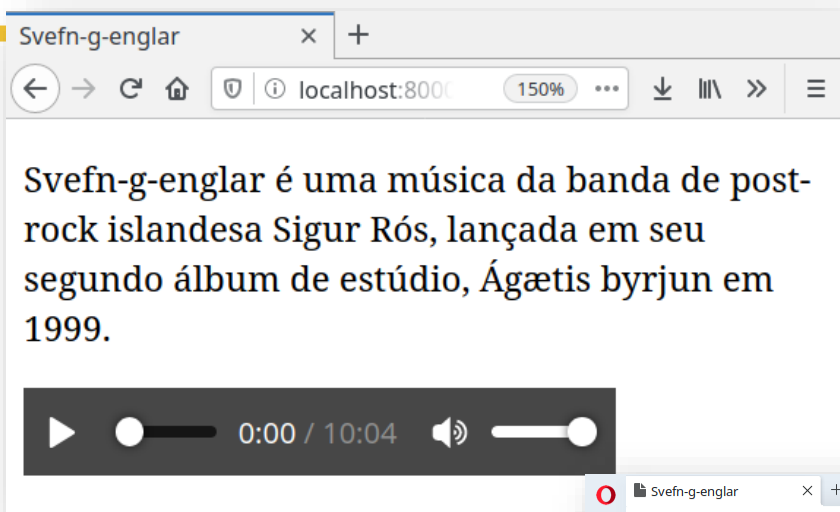 Svefn-g-englar
localhost:800 150%
Svefn-g-englar é uma música da banda de post-
rock islandesa Sigur Rós, lançada em seu
segundo álbum de estúdio, Ágætis byrjun em
1999.
0:00 / 10:04
Svefn-g-englar